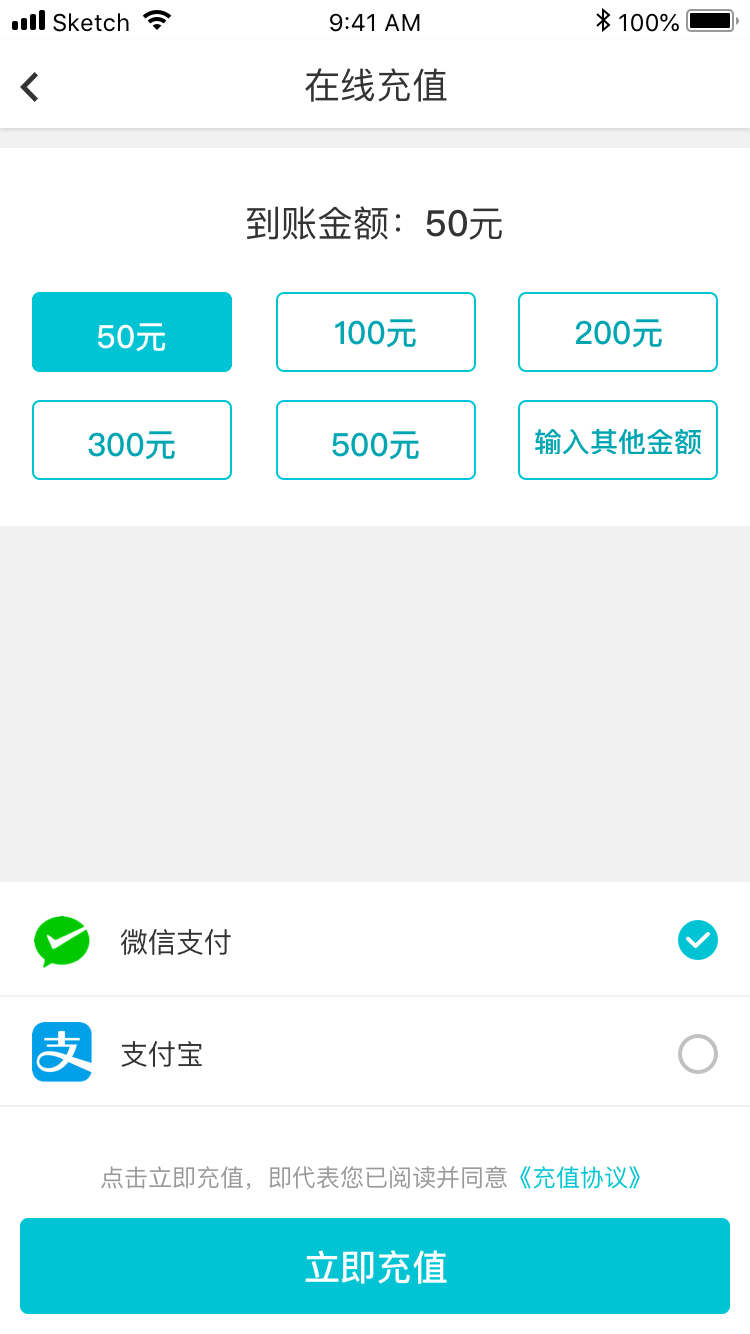 Sketch 9:41 AM 100%
在线充值
到账金额：50元
50元 100元 200元
300元 500元 输入其他金额
微信支付
支 支付宝
点击立即充值，即代表您已阅读并同意《充值协议》
立即充值